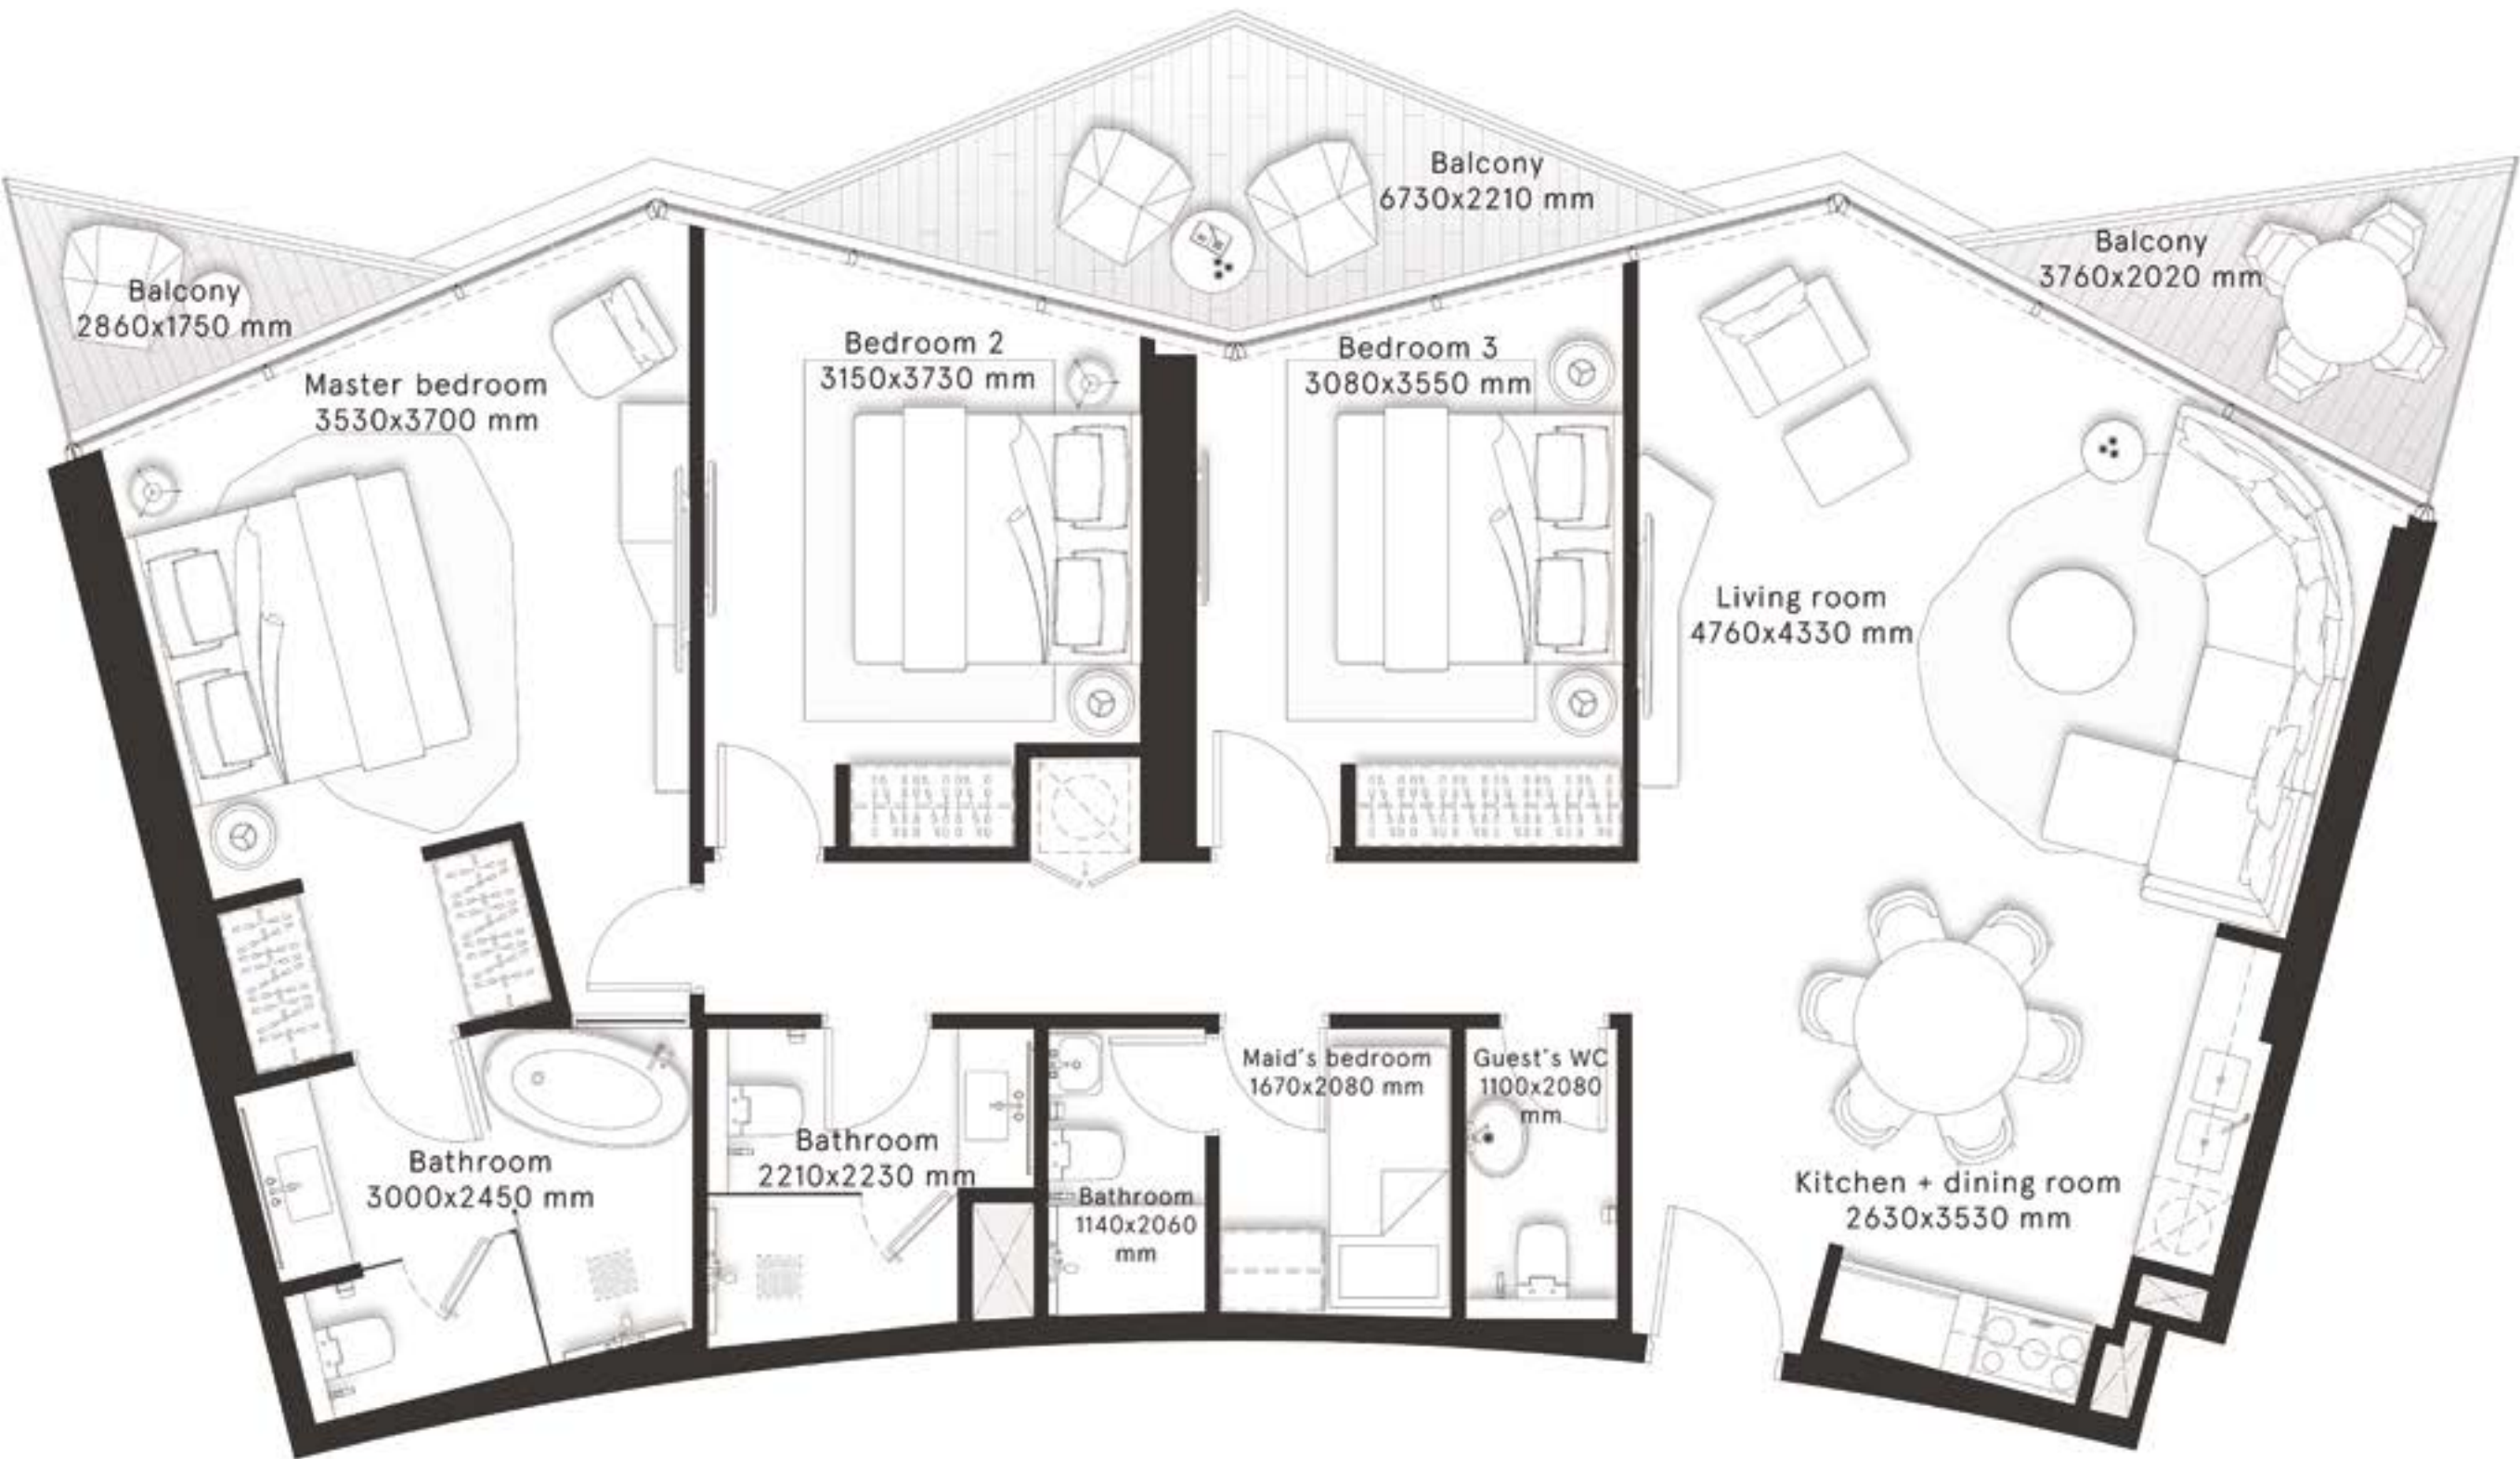 Balcony
2860x1750 mm
Balcony
6730x2210 mm
Balcony
3760x2020 mm
Master bedroom
3530x3700 mm
Bedroom 2
3150x3730 mm
Bedroom 3
3080x3550 mm
Living room
4760x4330 mm
Bathroom
3000x2450 mm
Bathroom
2210x2230 mm
Bathroom
1140x2060
mm
Maid's bedroom
1670x2080 mm
Guest's WC
1100x2080
mm
Kitchen + dining room
2630x3530 mm